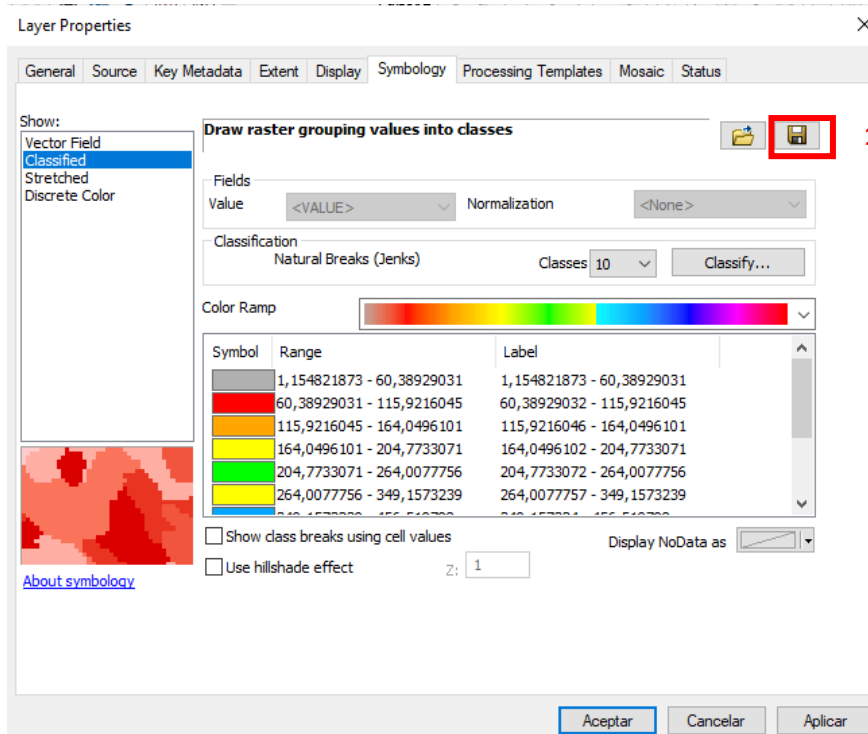 Layer Properties
General Source Key Metadata Extent Display Symbology Processing Templates Mosaic Status
Show:
Vector Field
Classified
Stretched
Discrete Color
Draw raster grouping values into classes
Fields
Value <VALUE> Normalization <None>
Classification
Natural Breaks (Jenks) Classes 10 Classify...
Color Ramp
Symbol Range Label
1,154821873 - 60,38929031 1,154821873 - 60,38929031
60,38929031 - 115,9216045 60,38929032 - 115,9216045
115,9216045 - 164,0496101 115,9216046 - 164,0496101
164,0496101 - 204,7733071 164,0496102 - 204,7733071
204,7733071 - 264,0077756 204,7733072 - 264,0077756
264,0077756 - 349,1573239 264,0077757 - 349,1573239
Show class breaks using cell values
Display NoData as
Use hillshade effect Z: 1
About symbology
Aceptar Cancelar Aplicar